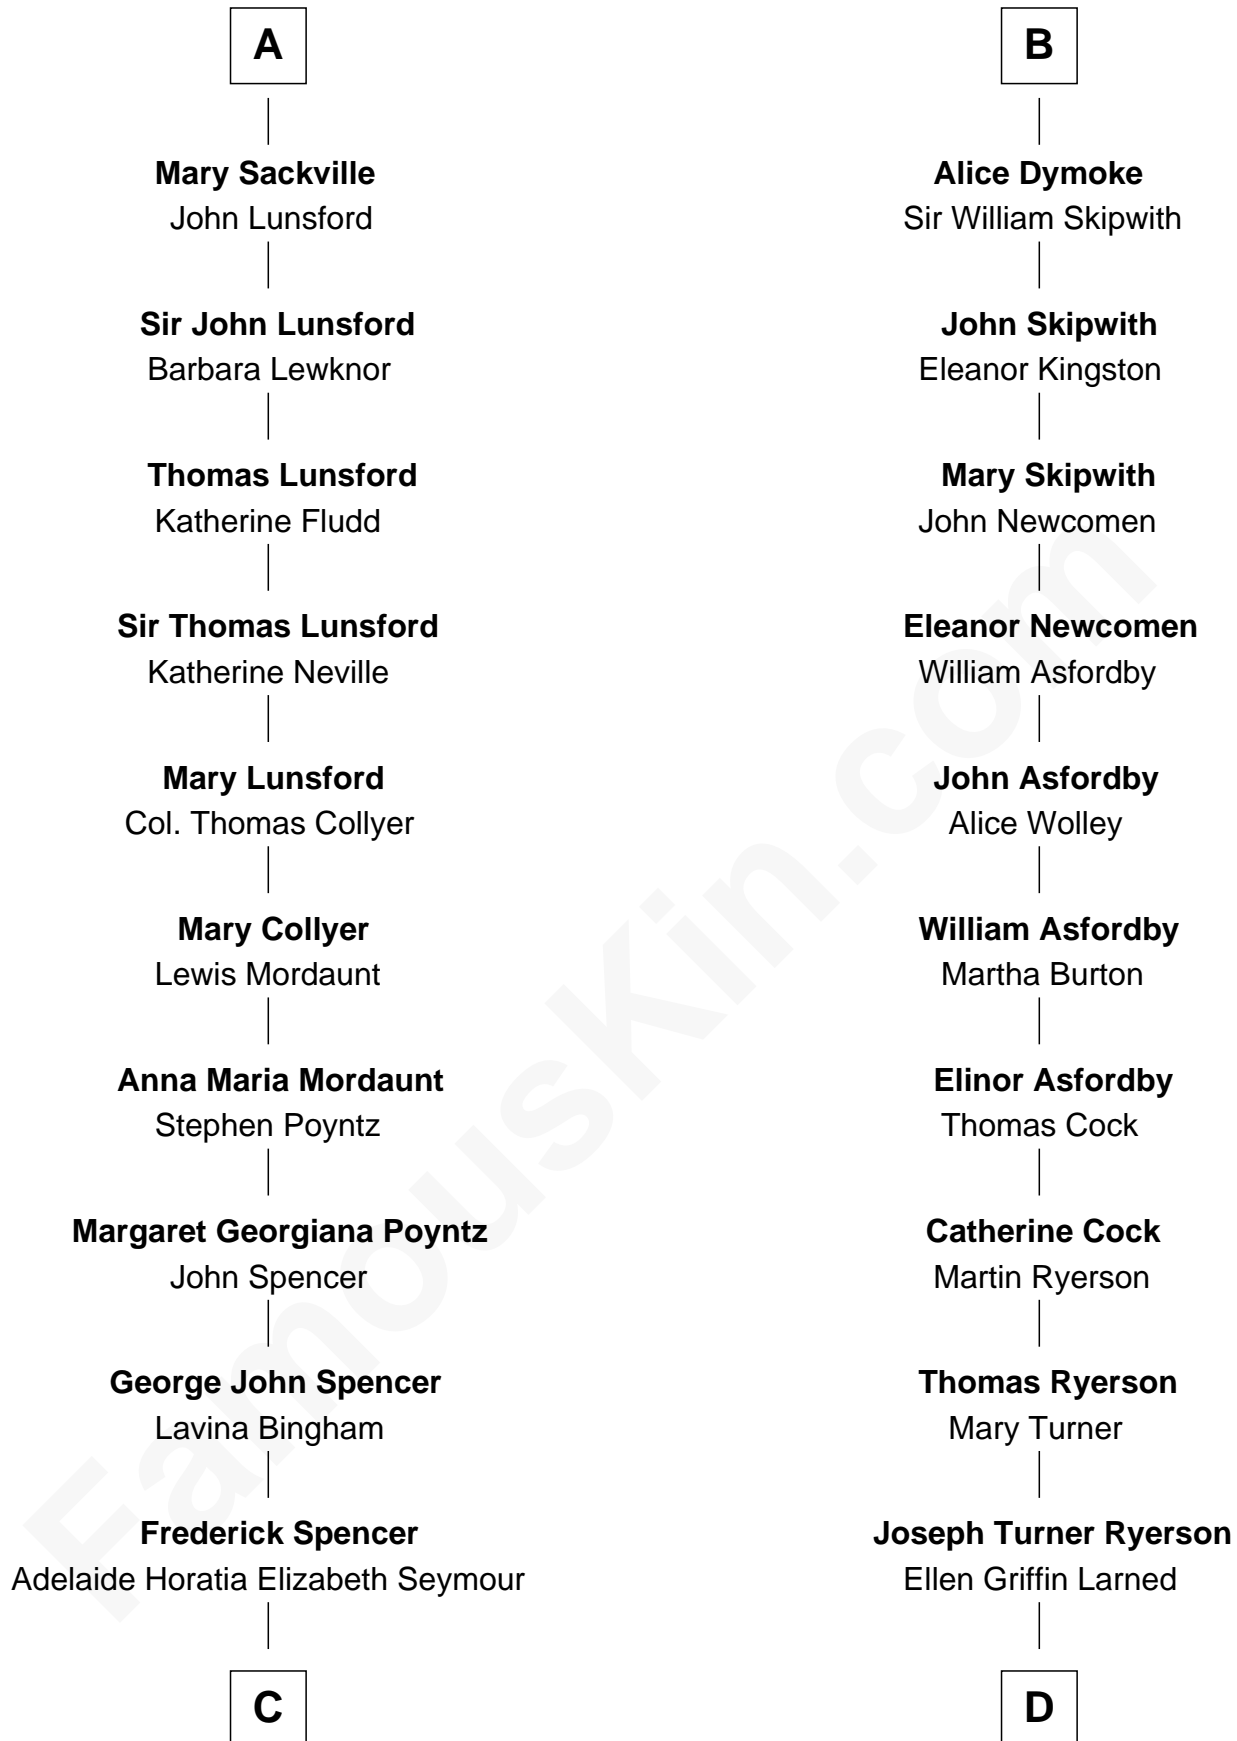 A
Mary Sackville
John Lunsford
Sir John Lunsford
Barbara Lewknor
Thomas Lunsford
Katherine Fludd
Sir Thomas Lunsford
Katherine Neville
Mary Lunsford
Col. Thomas Collyer
Mary Collyer
Lewis Mordaunt
Anna Maria Mordaunt
Stephen Poyntz
Margaret Georgiana Poyntz
John Spencer
George John Spencer
Lavina Bingham
Frederick Spencer
Adelaide Horatia Elizabeth Seymour
C
B
Alice Dymoke
Sir William Skipwith
John Skipwith
Eleanor Kingston
Mary Skipwith
John Newcomen
Eleanor Newcomen
William Asfordby
John Asfordby
Alice Wolley
William Asfordby
Martha Burton
Elinor Asfordby
Thomas Cock
Catherine Cock
Martin Ryerson
Thomas Ryerson
Mary Turner
Joseph Turner Ryerson
Ellen Griffin Larned
D
FamousKin.com